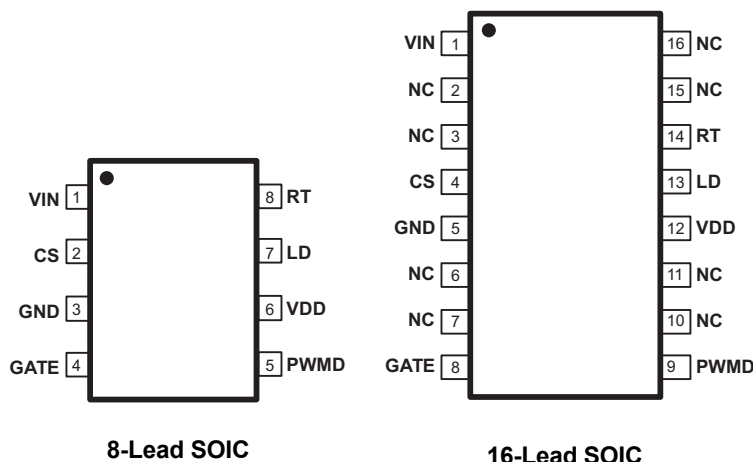 VIN 1
CS 2
GND 3
GATE 4
8 RT
7 LD
6 VDD
5 PWMD
8-Lead SOIC
VIN 1
NC 2
NC 3
CS 4
GND 5
NC 6
NC 7
GATE 8
16 NC
15 NC
14 RT
13 LD
12 VDD
11 NC
10 NC
9 PWMD
16-Lead SOIC